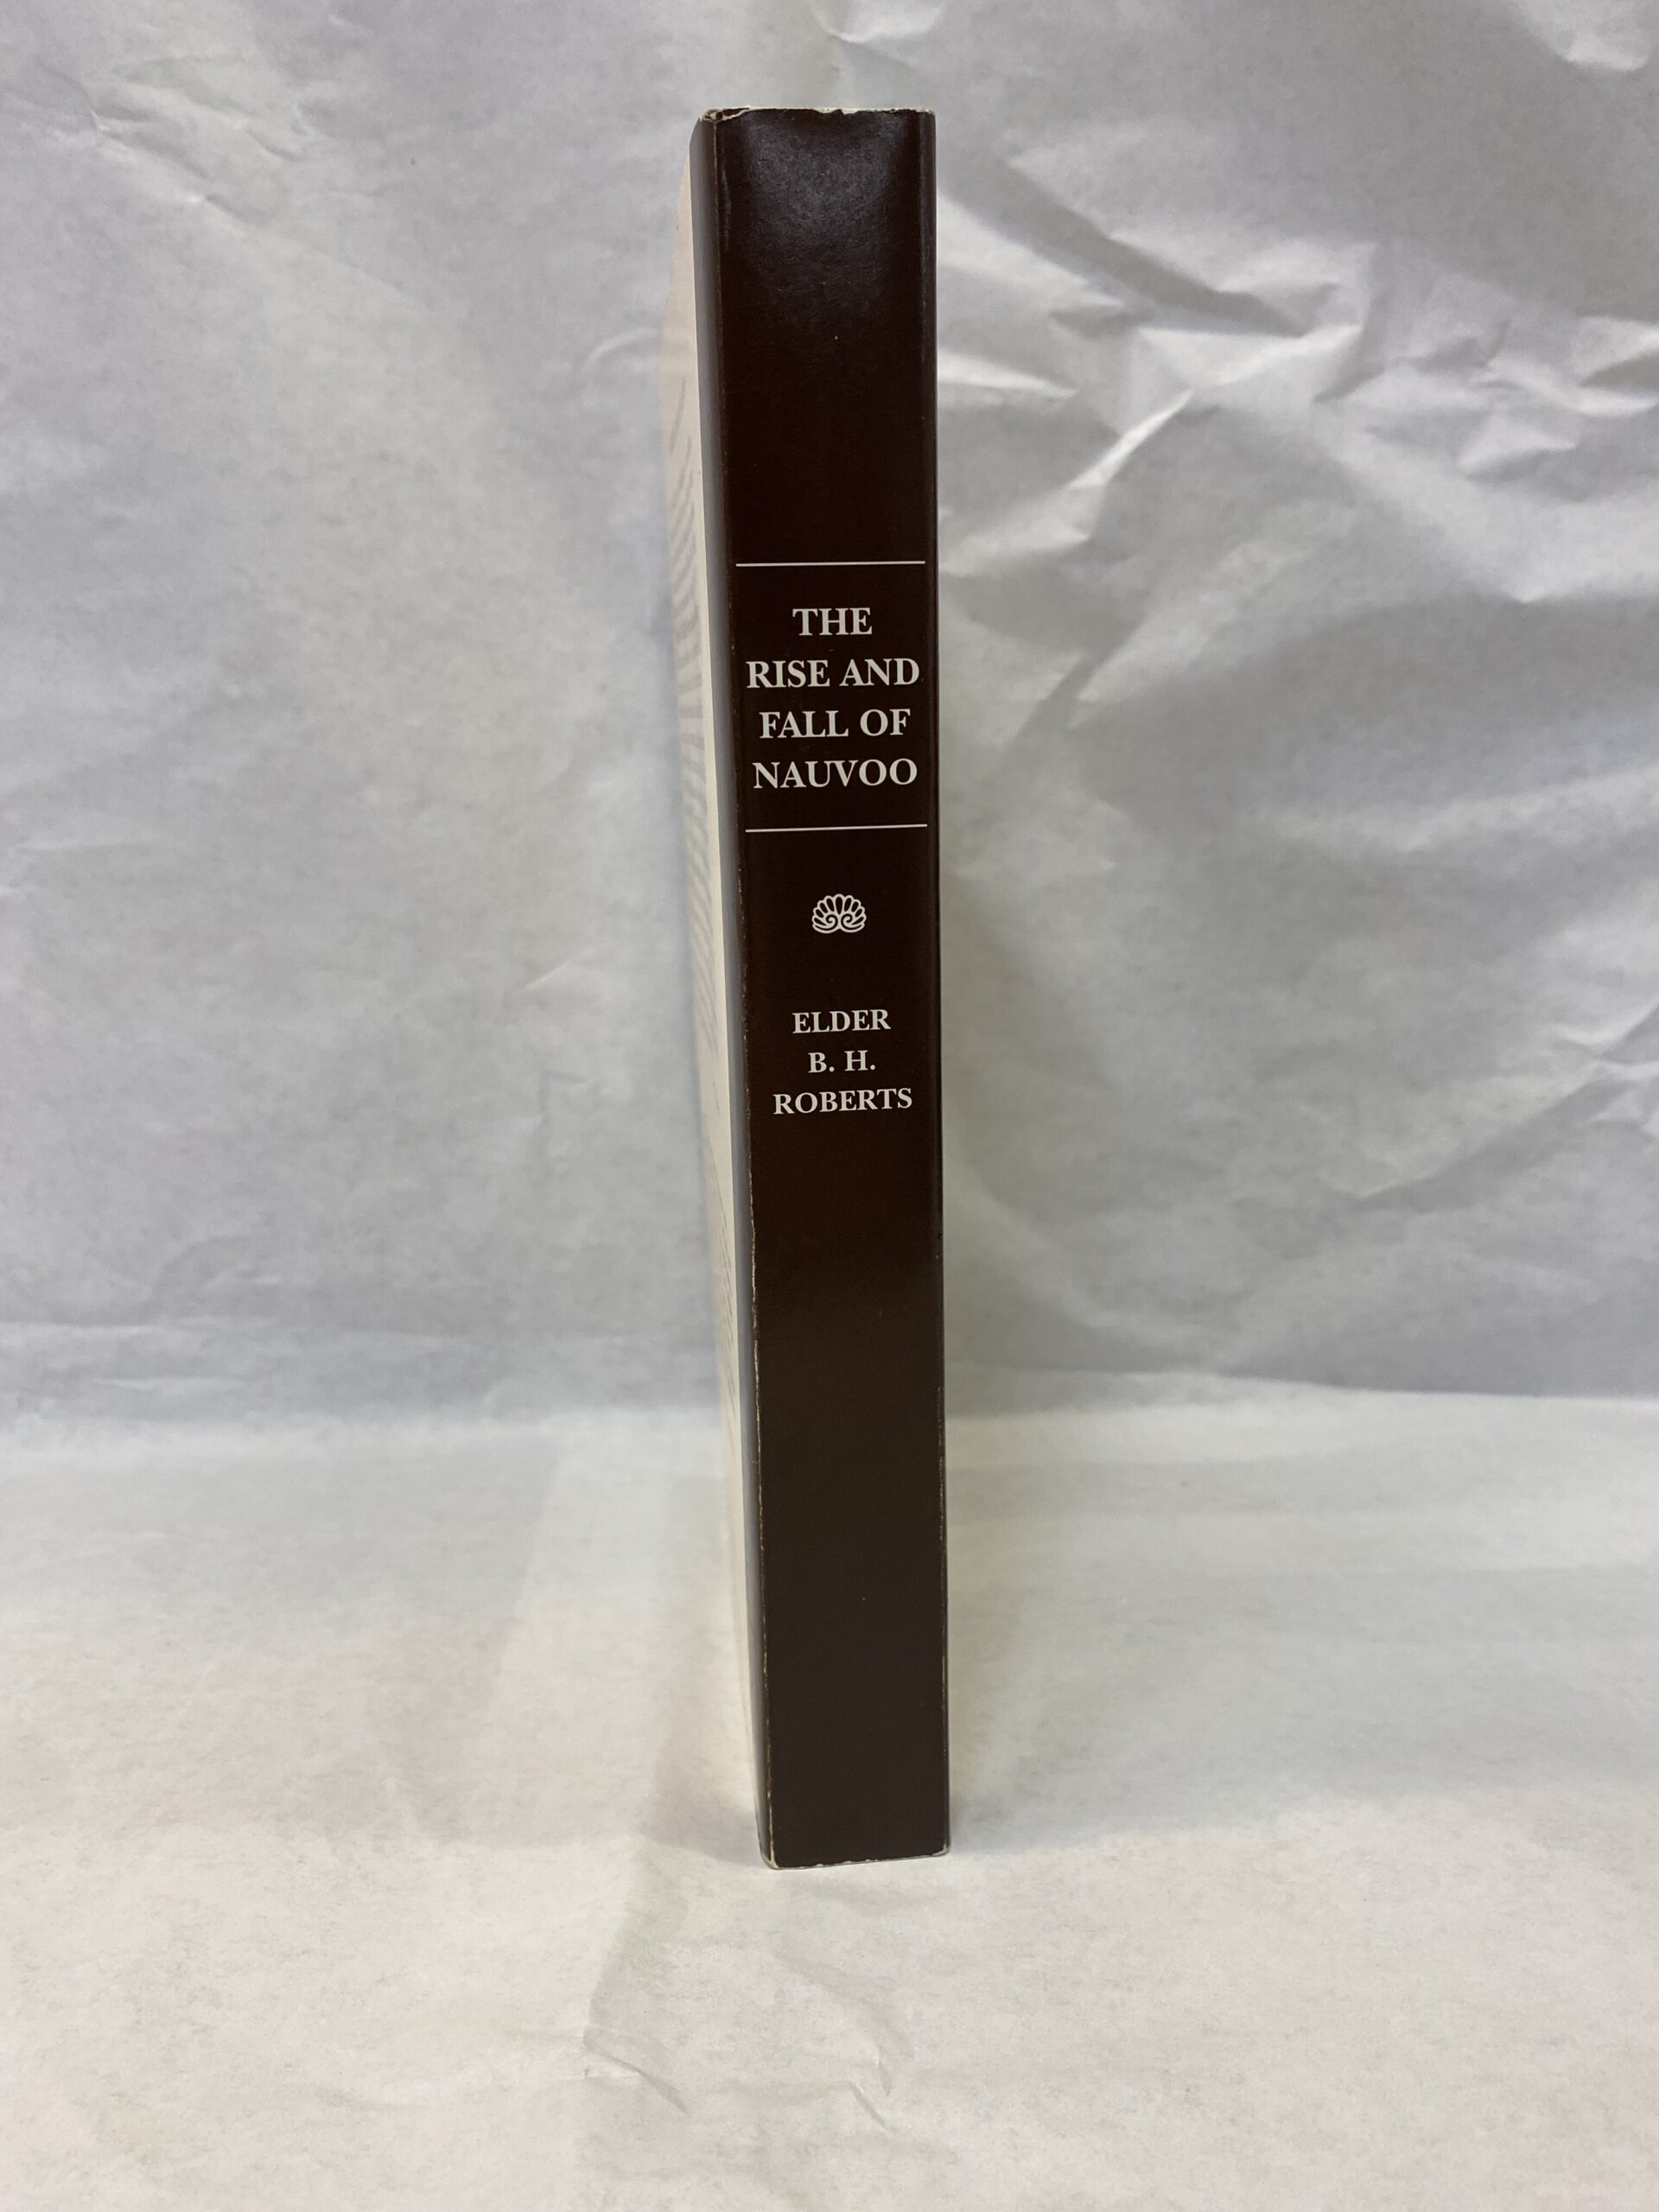 THE
RISE AND
FALL OF
NAUVOO
ELDER
B. H.
ROBERTS